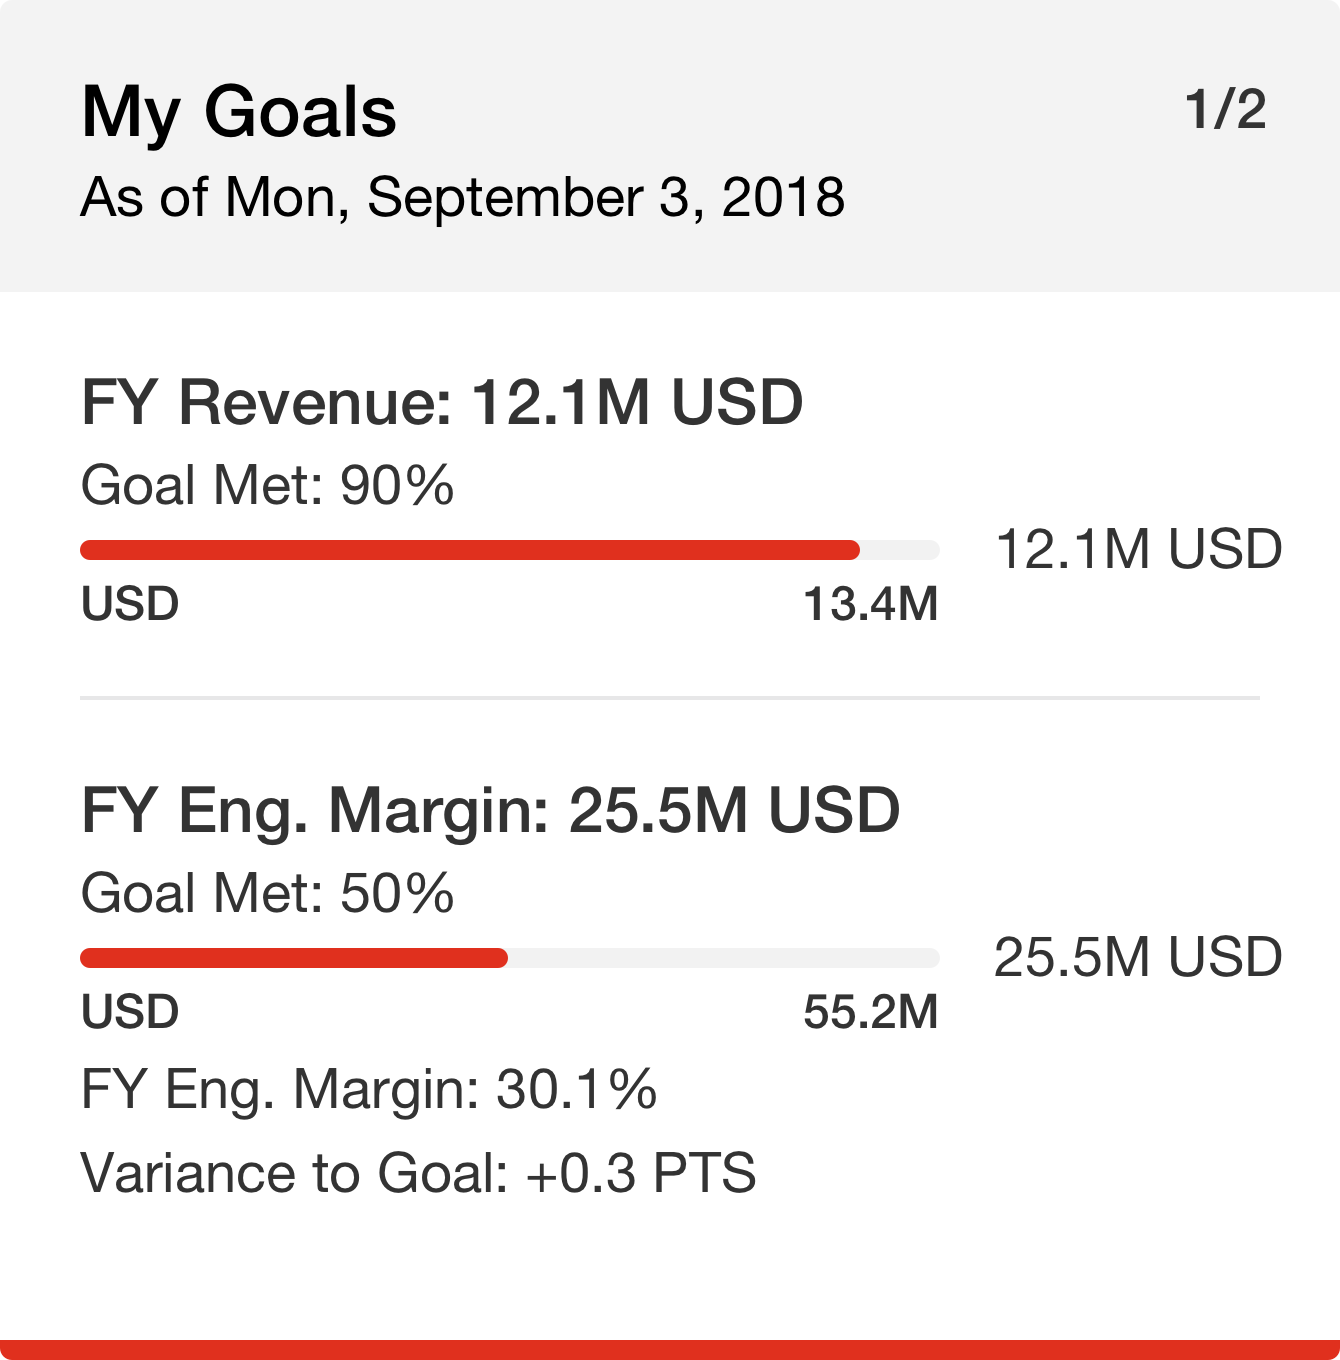 My Goals
1/2
As of Mon, September 3, 2018
FY Revenue: 12.1M USD
Goal Met: 90%
12.1M USD
USD
13.4M
FY Eng. Margin: 25.5M USD
Goal Met: 50%
25.5M USD
USD
55.2M
FY Eng. Margin: 30.1%
Variance to Goal: +0.3 PTS